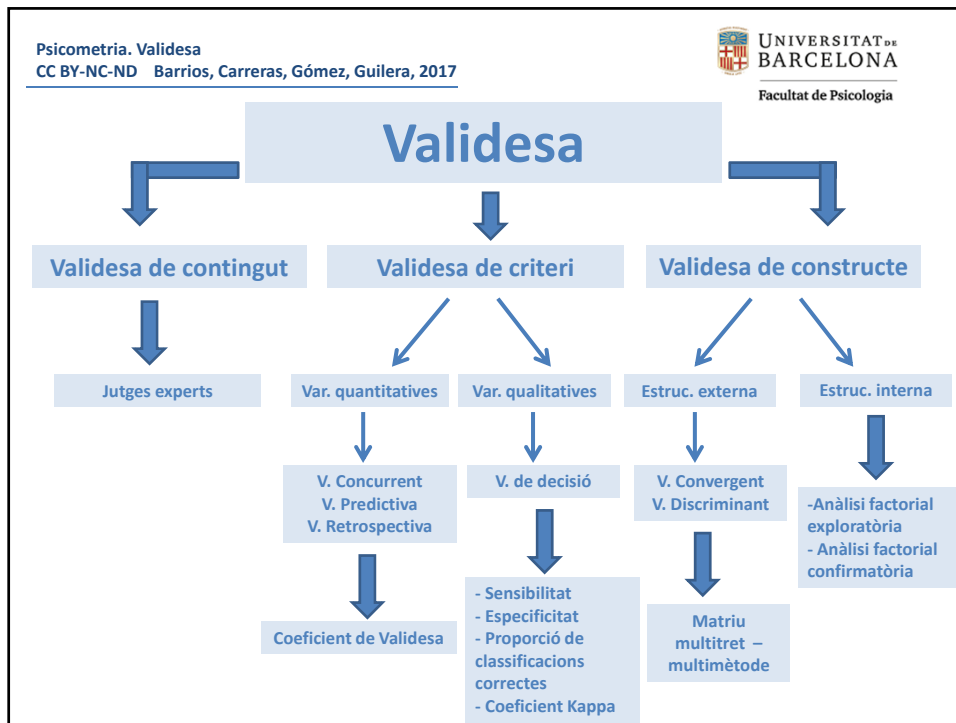 Psicometria. Validesa
CC BY-NC-ND Barrios, Carreras, Gómez, Guilera, 2017
UNIVERSITAT DE
BARCELONA
Facultat de Psicologia
Validesa
Validesa de contingut
Validesa de criteri
Validesa de constructe
Jutges experts
Var. quantitatives
Var. qualitatives
Estruc. externa
Estruc. interna
V. Concurrent
V. Predictiva
V. Retrospectiva
V. de decisió
V. Convergent
V. Discriminant
-Anàlisi factorial
exploratòria
- Anàlisi factorial
confirmatòria
Coeficient de Validesa
- Sensibilitat
- Especificitat
- Proporció de
classificacions
correctes
- Coeficient Kappa
Matriu
multitret –
multimètode